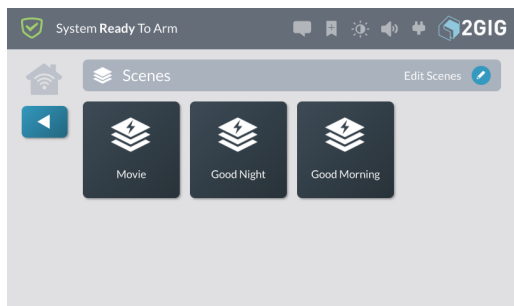 System Ready To Arm
2GIG
Scenes
Edit Scenes
Movie
Good Night
Good Morning